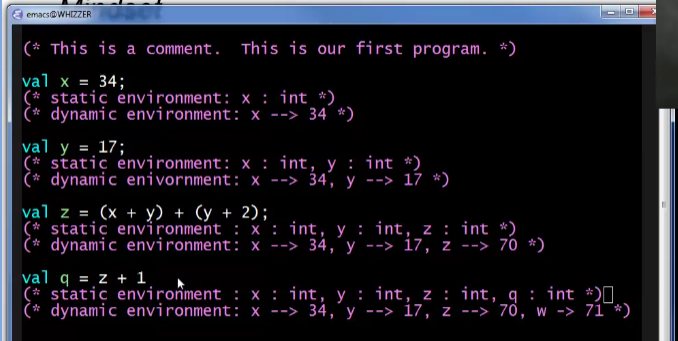 Mindset
emacs@WHIZZER
(* This is a comment.  This is our first program. *)
val x = 34;
(* static environment: x : int *)
(* dynamic environment: x --> 34 *)
val y = 17;
(* static environment: x : int, y : int *)
(* dynamic enivornment: x --> 34, y --> 17 *)
val z = (x + y) + (y + 2);
(* static environment : x : int, y : int, z : int *)
(* dynamic environment: x --> 34, y --> 17, z --> 70 *)
val q = z + 1
(* static environment : x : int, y : int, z : int, q : int *)
(* dynamic environment: x --> 34, y --> 17, z --> 70, w -> 71 *)